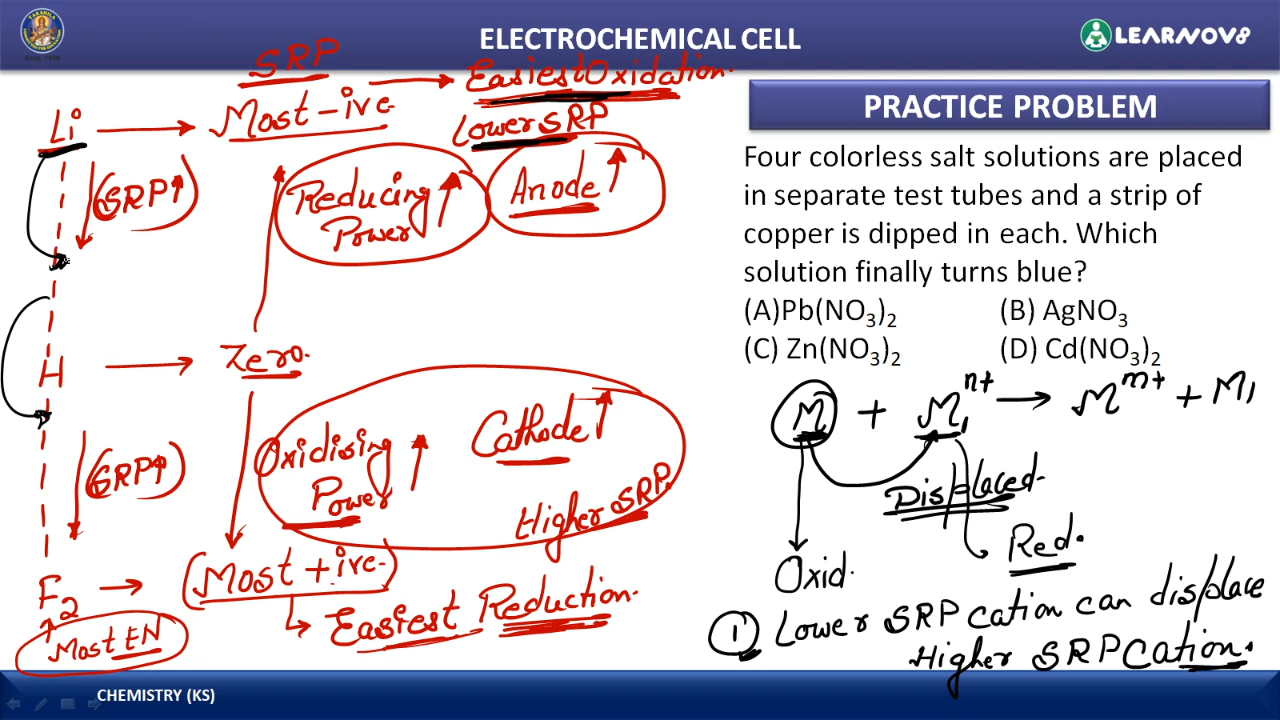 ELECTROCHEMICAL CELL
LEARNOV8
SRP
Li → Most -ive. → Easiest Oxidation.
Lower SRP
SRP↑
Reducing Power ↑
Anode ↑
H → Zero.
SRP↑
Oxidising Power ↑
Cathode ↑
Higher SRP.
F₂ → (Most +ive.)
↳ Easiest Reduction.
Most EN
PRACTICE PROBLEM
Four colorless salt solutions are placed
in separate test tubes and a strip of
copper is dipped in each. Which
solution finally turns blue?
(A)Pb(NO₃)₂ (B) AgNO₃
(C) Zn(NO₃)₂ (D) Cd(NO₃)₂
M + M₁ⁿ⁺ → Mᵐ⁺ + M₁
Displaced.
Red.
Oxid.
① Lower SRP cation can displace
Higher SRP cation.
CHEMISTRY (KS)